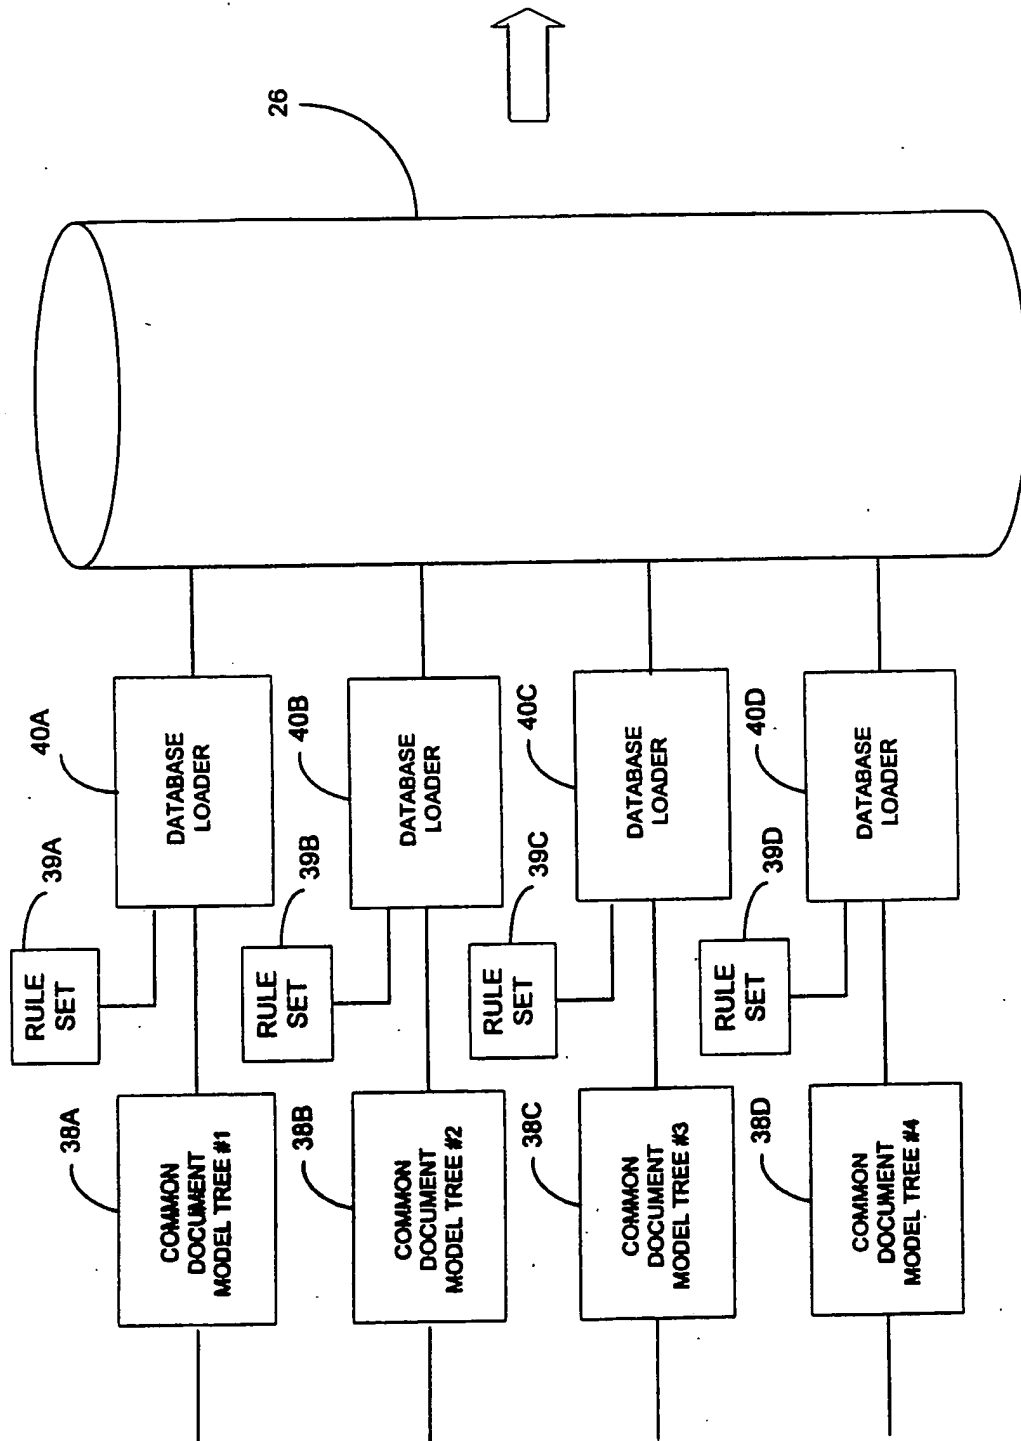 38A
COMMON
DOCUMENT
MODEL TREE #1
39A
RULE
SET
40A
DATABASE
LOADER
38B
COMMON
DOCUMENT
MODEL TREE #2
39B
RULE
SET
40B
DATABASE
LOADER
38C
COMMON
DOCUMENT
MODEL TREE #3
39C
RULE
SET
40C
DATABASE
LOADER
38D
COMMON
DOCUMENT
MODEL TREE #4
39D
RULE
SET
40D
DATABASE
LOADER
26